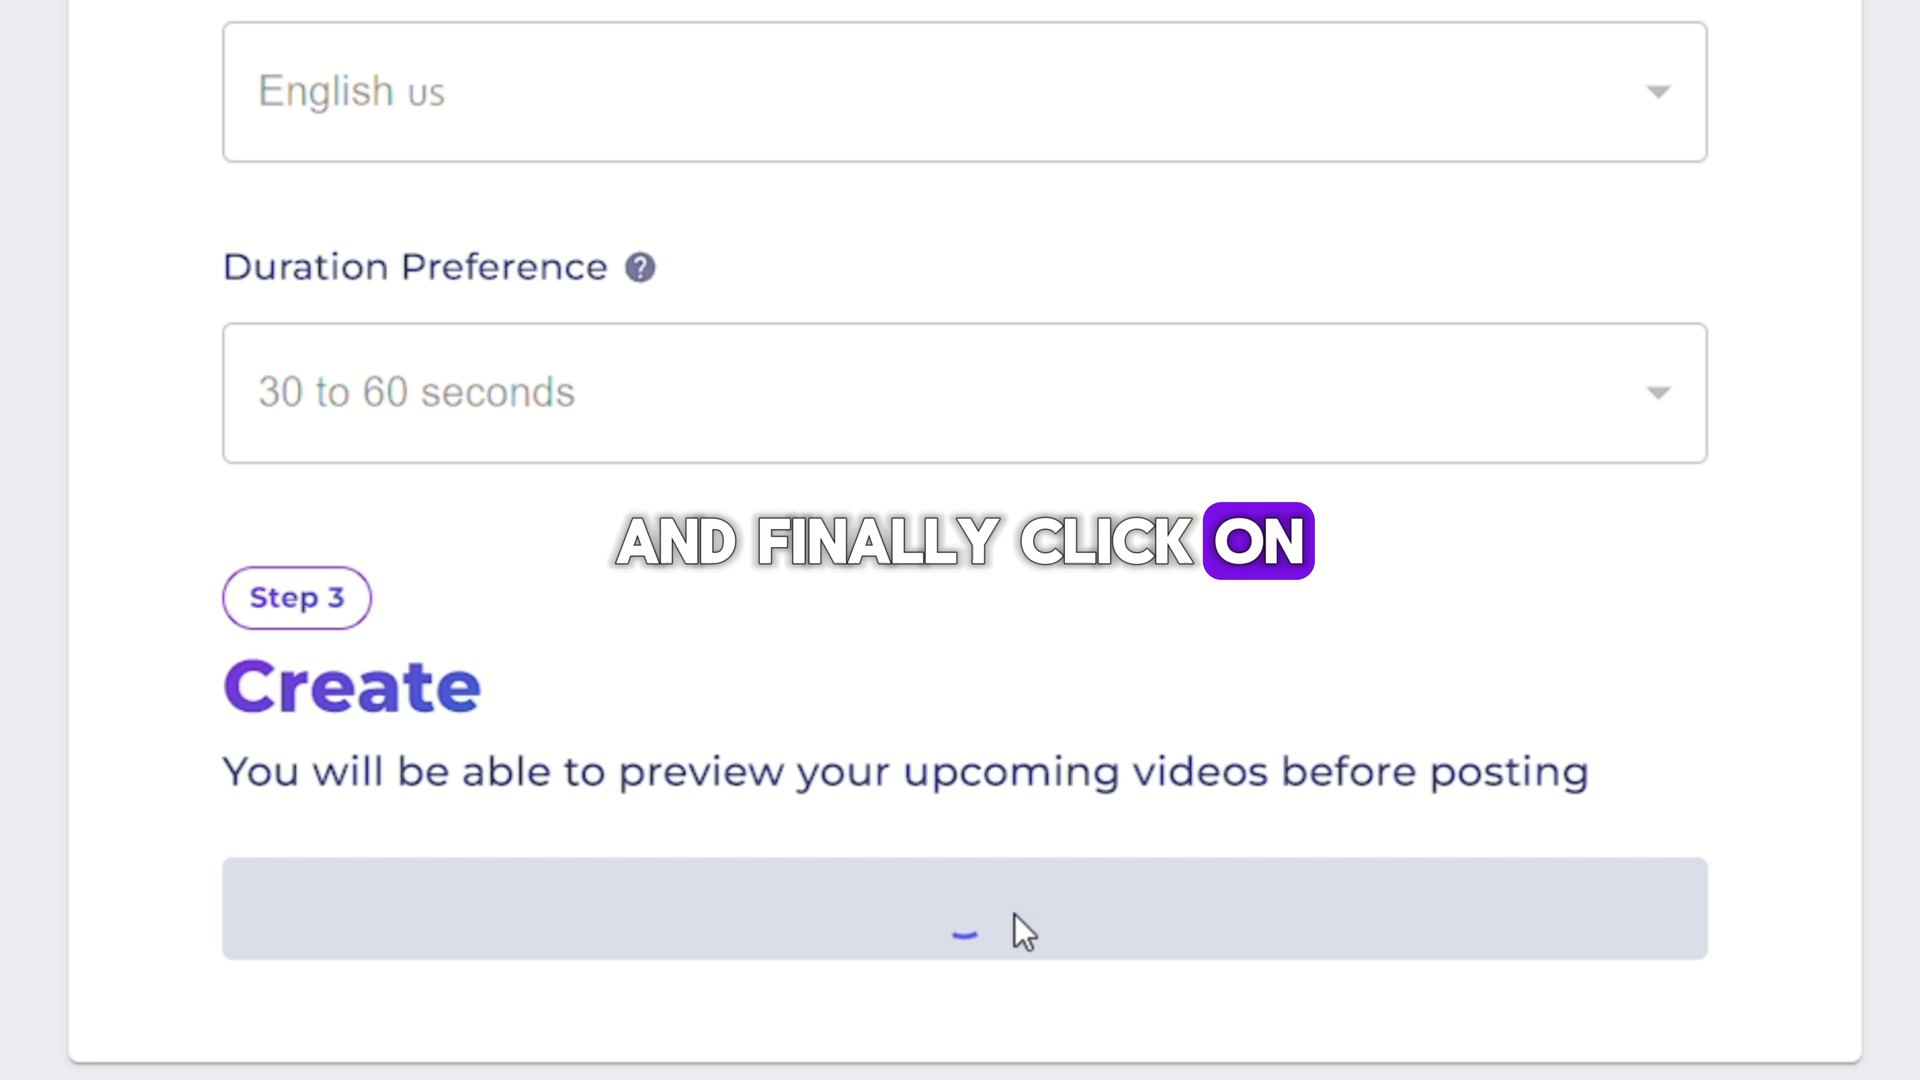 English us
Duration Preference ?
30 to 60 seconds
AND FINALLY CLICK ON
Step 3
Create
You will be able to preview your upcoming videos before posting